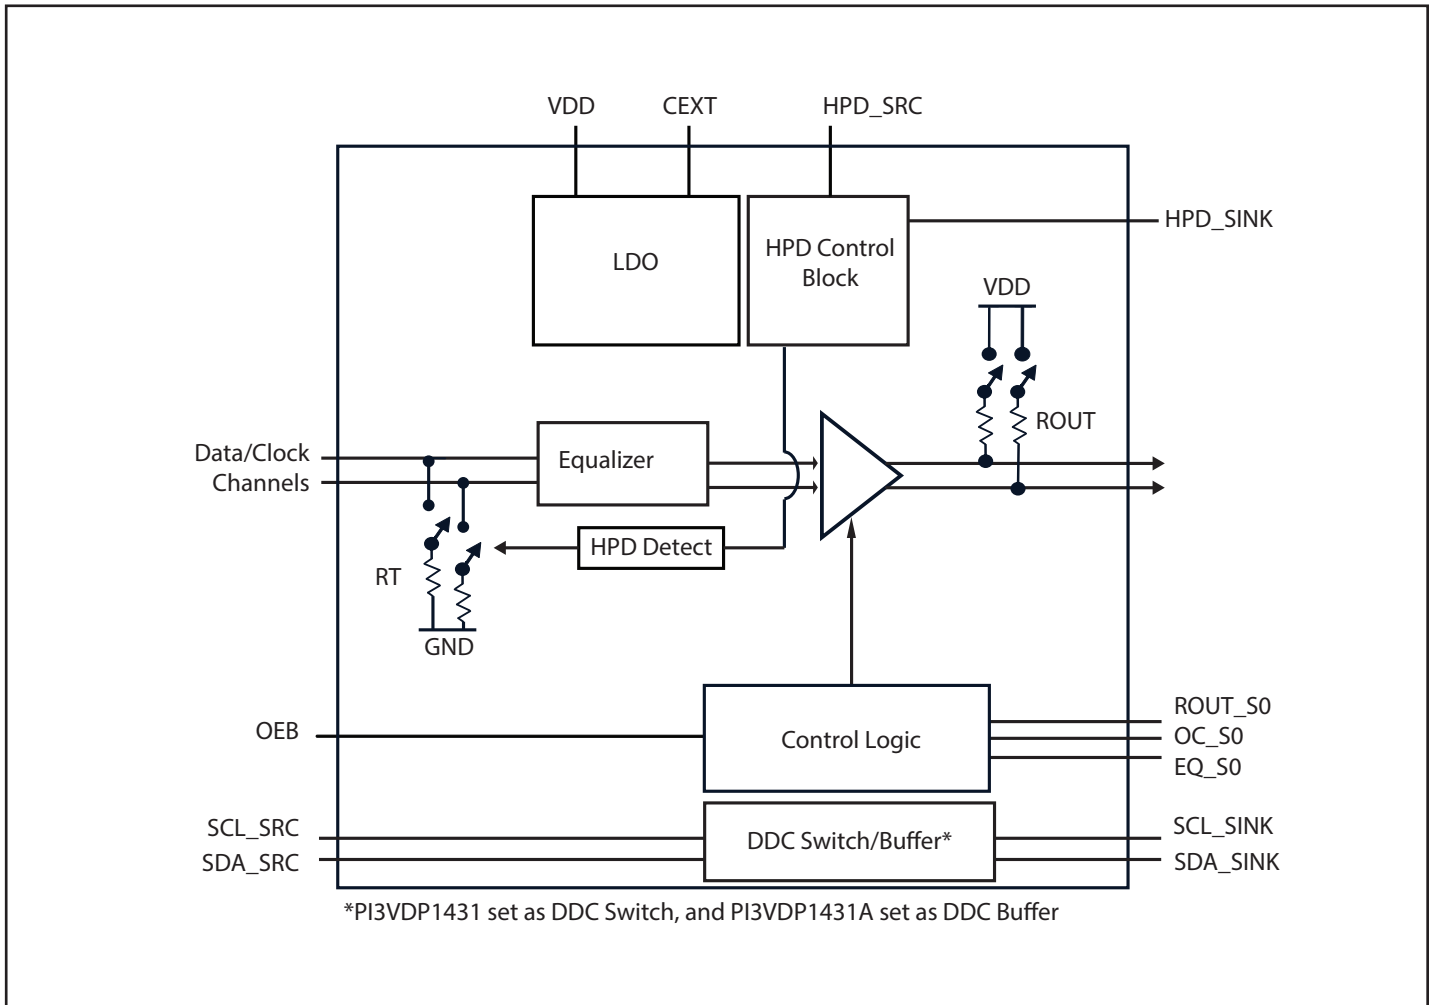 VDD
CEXT
HPD_SRC
HPD_SINK
LDO
HPD Control
Block
VDD
ROUT
Data/Clock
Channels
Equalizer
HPD Detect
RT
GND
OEB
Control Logic
ROUT_S0
OC_S0
EQ_S0
SCL_SRC
SDA_SRC
DDC Switch/Buffer*
SCL_SINK
SDA_SINK
*PI3VDP1431 set as DDC Switch, and PI3VDP1431A set as DDC Buffer